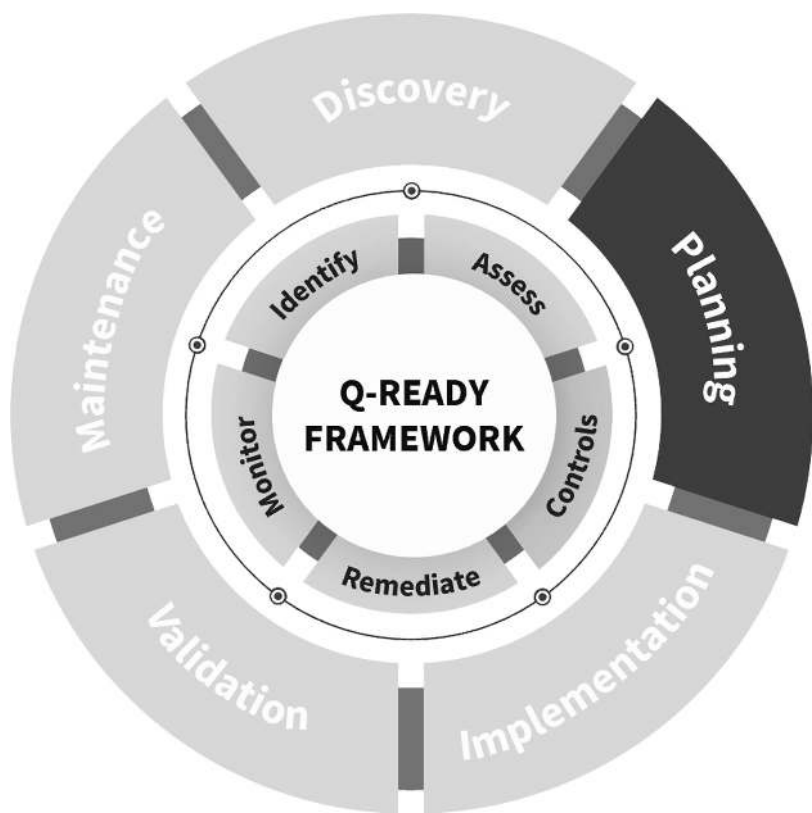 Discovery
Planning
Implementation
Validation
Maintenance
Identify
Assess
Controls
Remediate
Monitor
Q-READY
FRAMEWORK